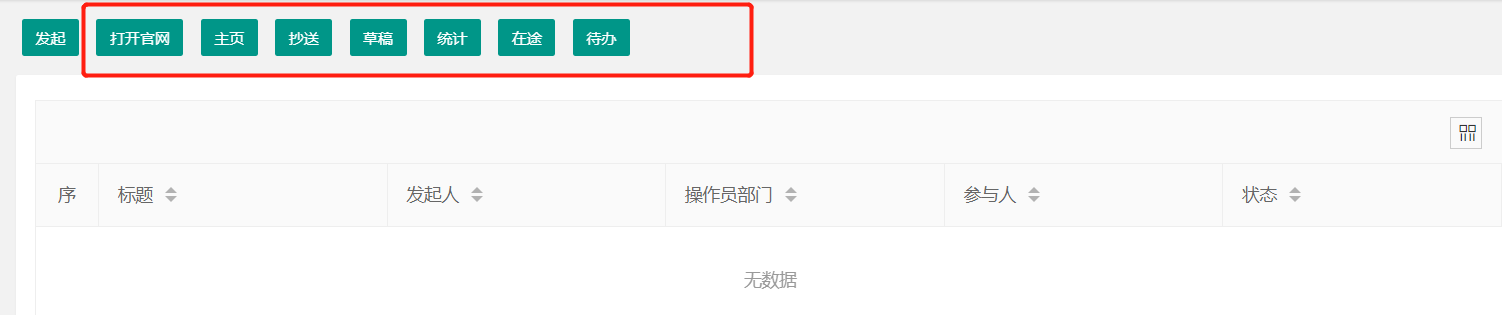 发起 打开官网 主页 抄送 草稿 统计 在途 待办
序 标题 发起人 操作员部门 参与人 状态
无数据